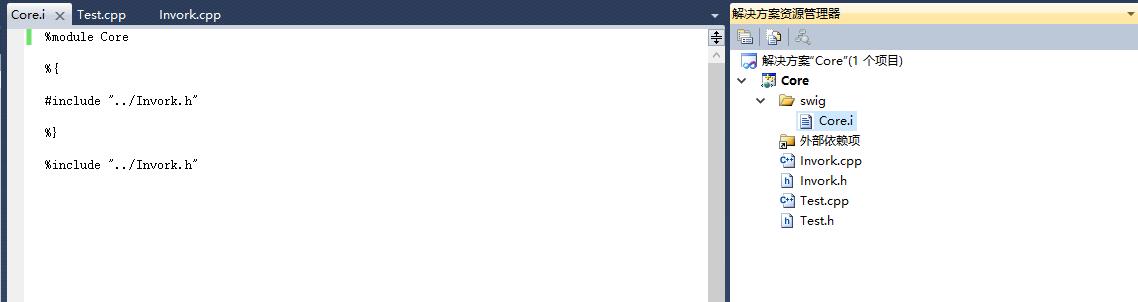 Core.i Test.cpp Invork.cpp
%module Core
%{
#include "../Invork.h"
%}
%include "../Invork.h"
解决方案资源管理器
解决方案"Core"(1 个项目)
Core
swig
Core.i
外部依赖项
Invork.cpp
Invork.h
Test.cpp
Test.h